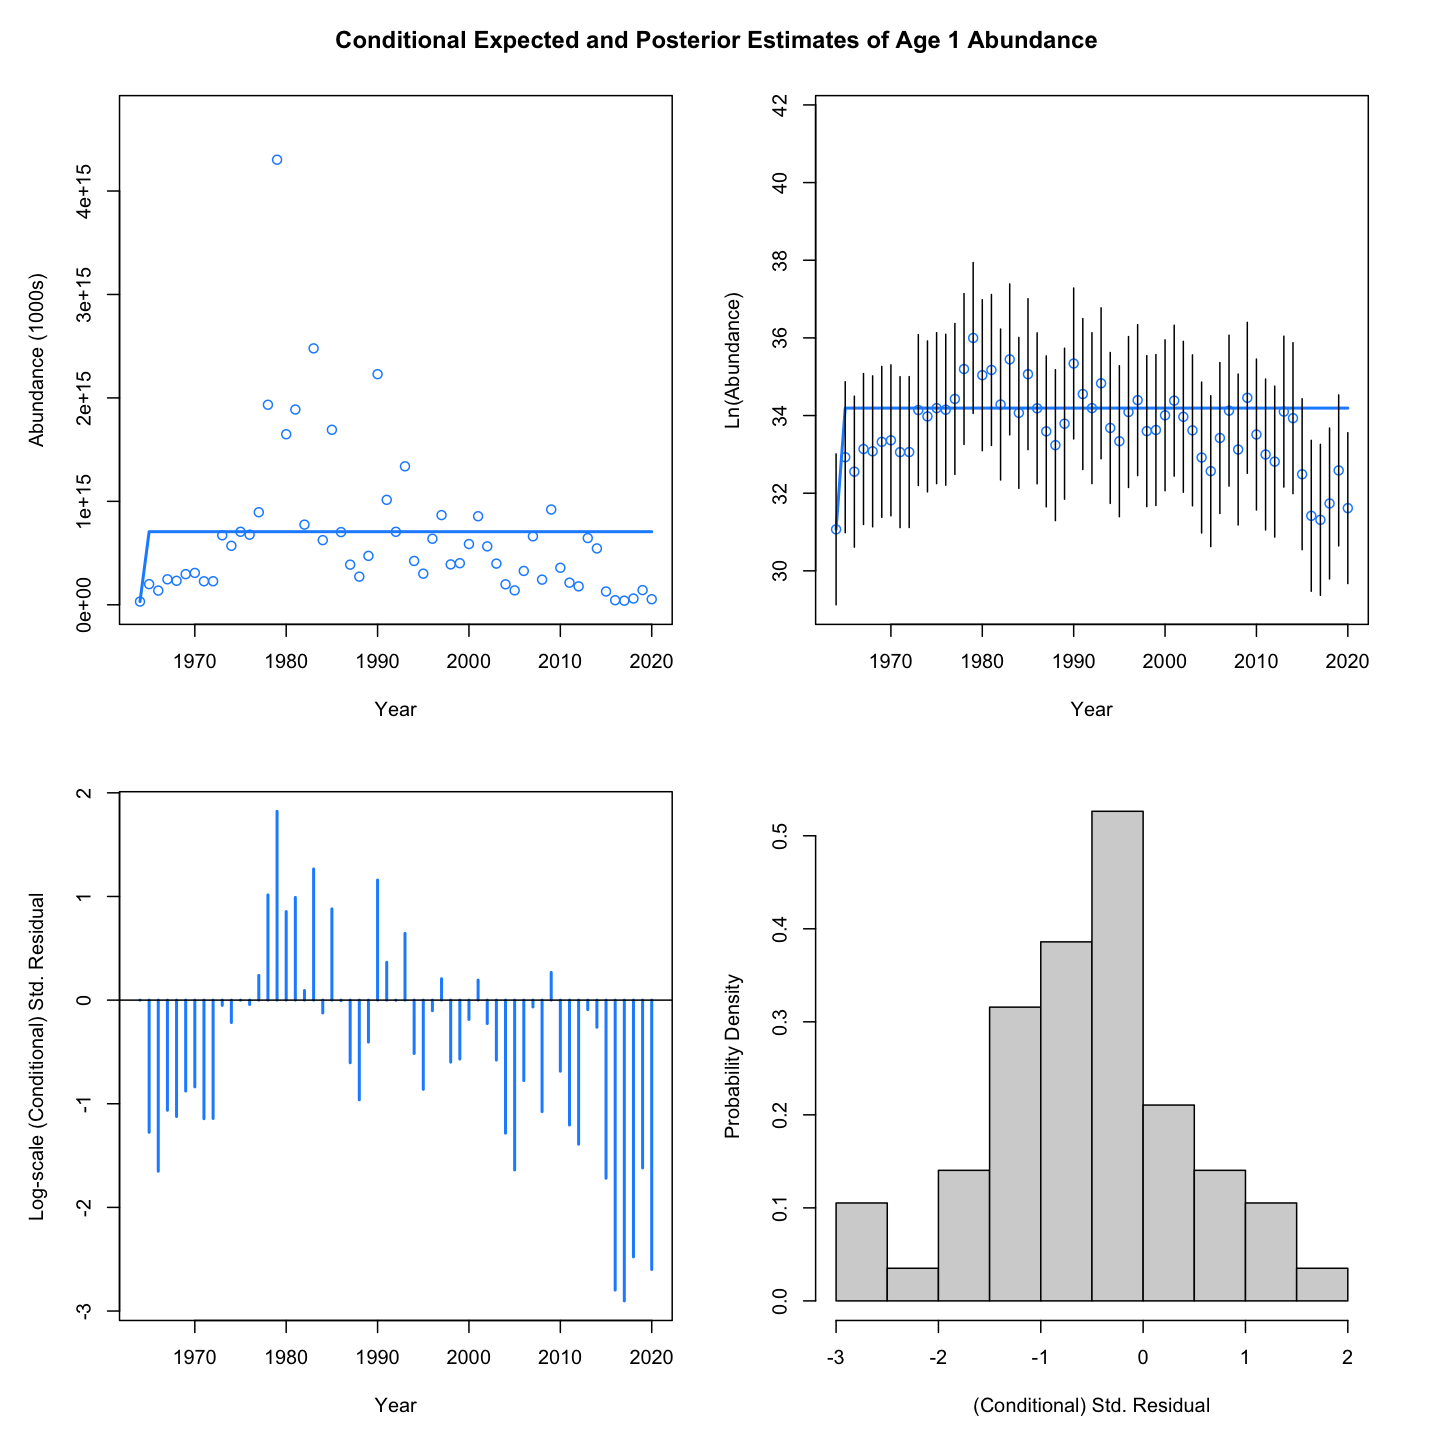 Conditional Expected and Posterior Estimates of Age 1 Abundance
Abundance (1000s)
4e+15
3e+15
2e+15
1e+15
0e+00
1970 1980 1990 2000 2010 2020
Year
Ln(Abundance)
42
40
38
36
34
32
30
1970 1980 1990 2000 2010 2020
Year
Log-scale (Conditional) Std. Residual
2
1
0
-1
-2
-3
1970 1980 1990 2000 2010 2020
Year
Probability Density
0.5
0.4
0.3
0.2
0.1
0.0
-3 -2 -1 0 1 2
(Conditional) Std. Residual